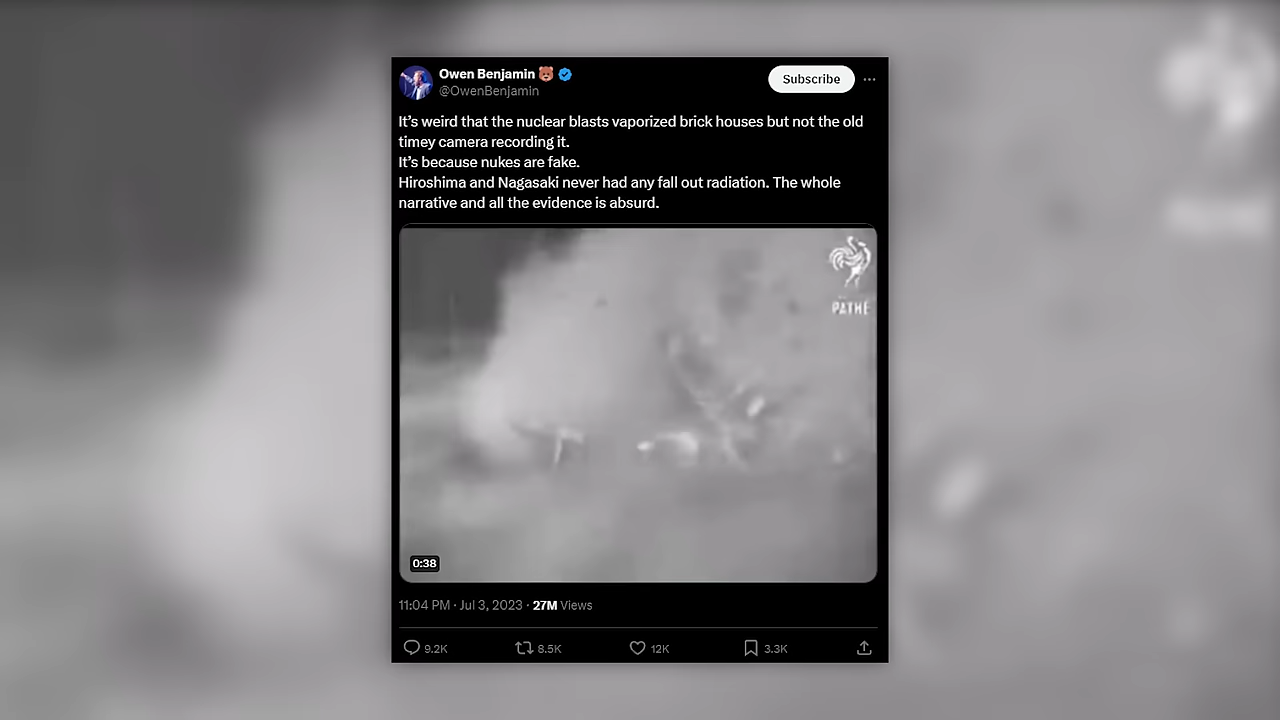 Owen Benjamin
@OwenBenjamin
Subscribe
It’s weird that the nuclear blasts vaporized brick houses but not the old
timey camera recording it.
It’s because nukes are fake.
Hiroshima and Nagasaki never had any fall out radiation. The whole
narrative and all the evidence is absurd.
PATHE
0:38
11:04 PM · Jul 3, 2023 · 27M Views
9.2K 8.5K 12K 3.3K